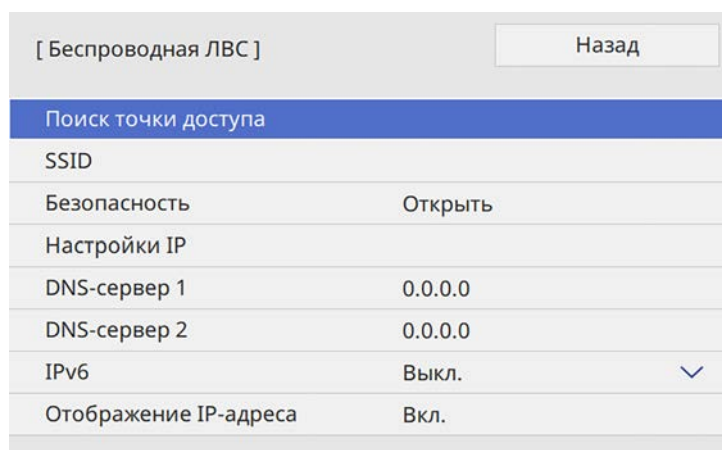 [ Беспроводная ЛВС ] Назад
Поиск точки доступа
SSID
Безопасность Открыть
Настройки IP
DNS-сервер 1 0.0.0.0
DNS-сервер 2 0.0.0.0
IPv6 Выкл.
Отображение IP-адреса Вкл.